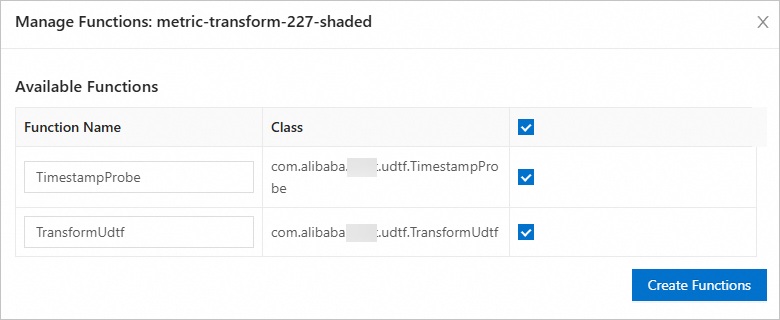 Manage Functions: metric-transform-227-shaded
Available Functions
Function Name Class
TimestampProbe com.alibaba. .udtf.TimestampPro
be
TransformUdtf com.alibaba. .udtf.TransformUdtf
Create Functions